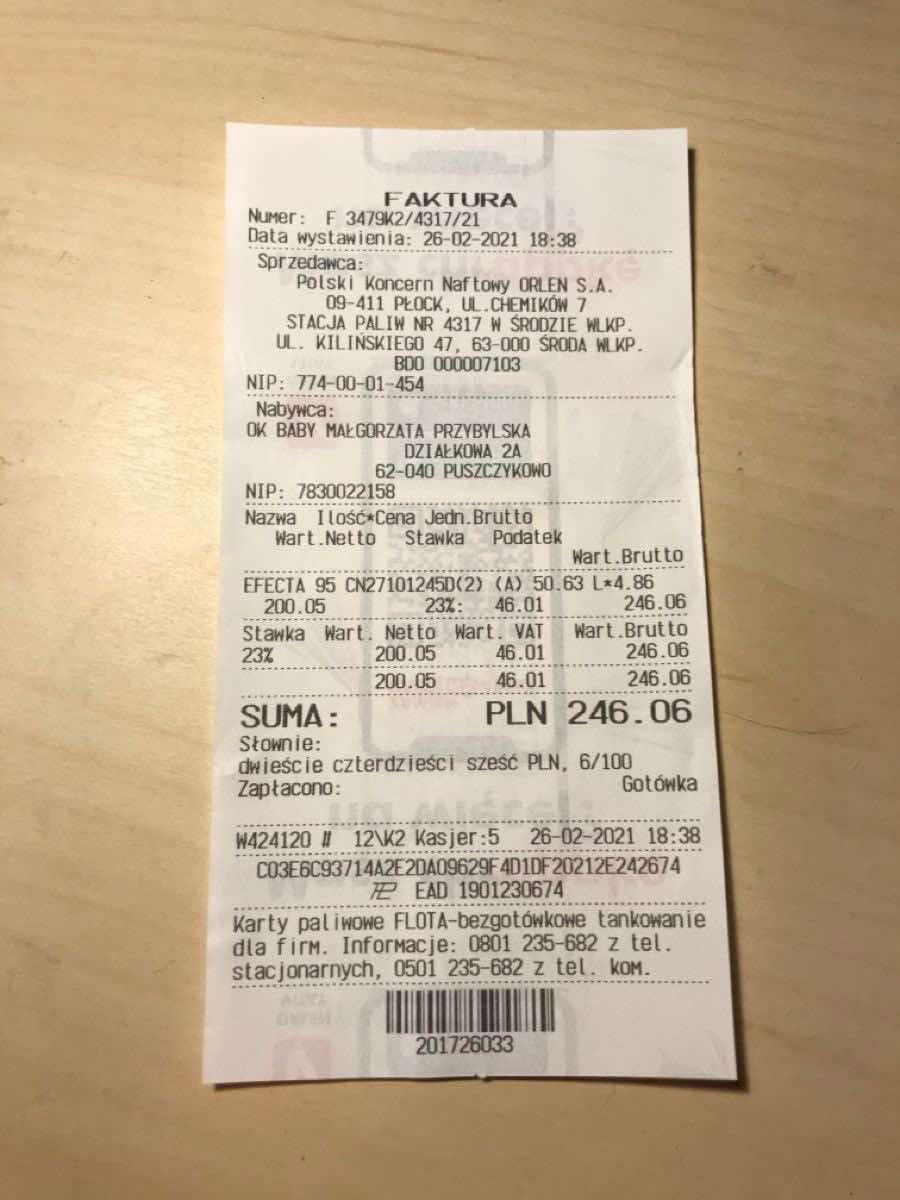 FAKTURA
Numer: F 3479K2/4317/21
Data wystawienia: 26-02-2021 18:38
Sprzedawca:
Polski Koncern Naftowy ORLEN S.A.
09-411 PŁOCK, UL.CHEMIKÓW 7
STACJA PALIW NR 4317 W ŚRODZIE WLKP.
UL. KILIŃSKIEGO 47, 63-000 ŚRODA WLKP.
BDO 000007103
NIP: 774-00-01-454
Nabywca:
OK BABY MAŁGORZATA PRZYBYLSKA
DZIAŁKOWA 2A
62-040 PUSZCZYKOWO
NIP: 7830022158
Nazwa Ilość*Cena Jedn.Brutto
Wart.Netto Stawka Podatek
Wart.Brutto
EFECTA 95 CN27101245D(2) (A) 50.63 L*4.86
200.05 23%: 46.01 246.06
Stawka Wart. Netto Wart. VAT Wart.Brutto
23% 200.05 46.01 246.06
200.05 46.01 246.06
SUMA: PLN 246.06
Słownie:
dwieście czterdzieści sześć PLN, 6/100
Zapłacono: Gotówka
W424120 # 12\K2 Kasjer:5 26-02-2021 18:38
C03E6C93714A2E2DA09629F4D1DF20212E242674
EAD 1901230674
Karty paliwowe FLOTA-bezgotówkowe tankowanie
dla firm. Informacje: 0801 235-682 z tel.
stacjonarnych, 0501 235-682 z tel. kom.
201726033